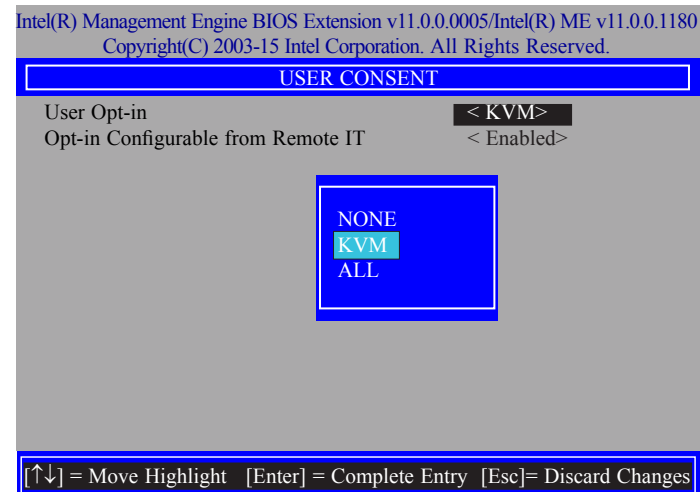 Intel(R) Management Engine BIOS Extension v11.0.0.0005/Intel(R) ME v11.0.0.1180
Copyright(C) 2003-15 Intel Corporation. All Rights Reserved.
USER CONSENT
User Opt-in < KVM>
Opt-in Configurable from Remote IT < Enabled>
NONE
KVM
ALL
[↑↓] = Move Highlight [Enter] = Complete Entry [Esc]= Discard Changes